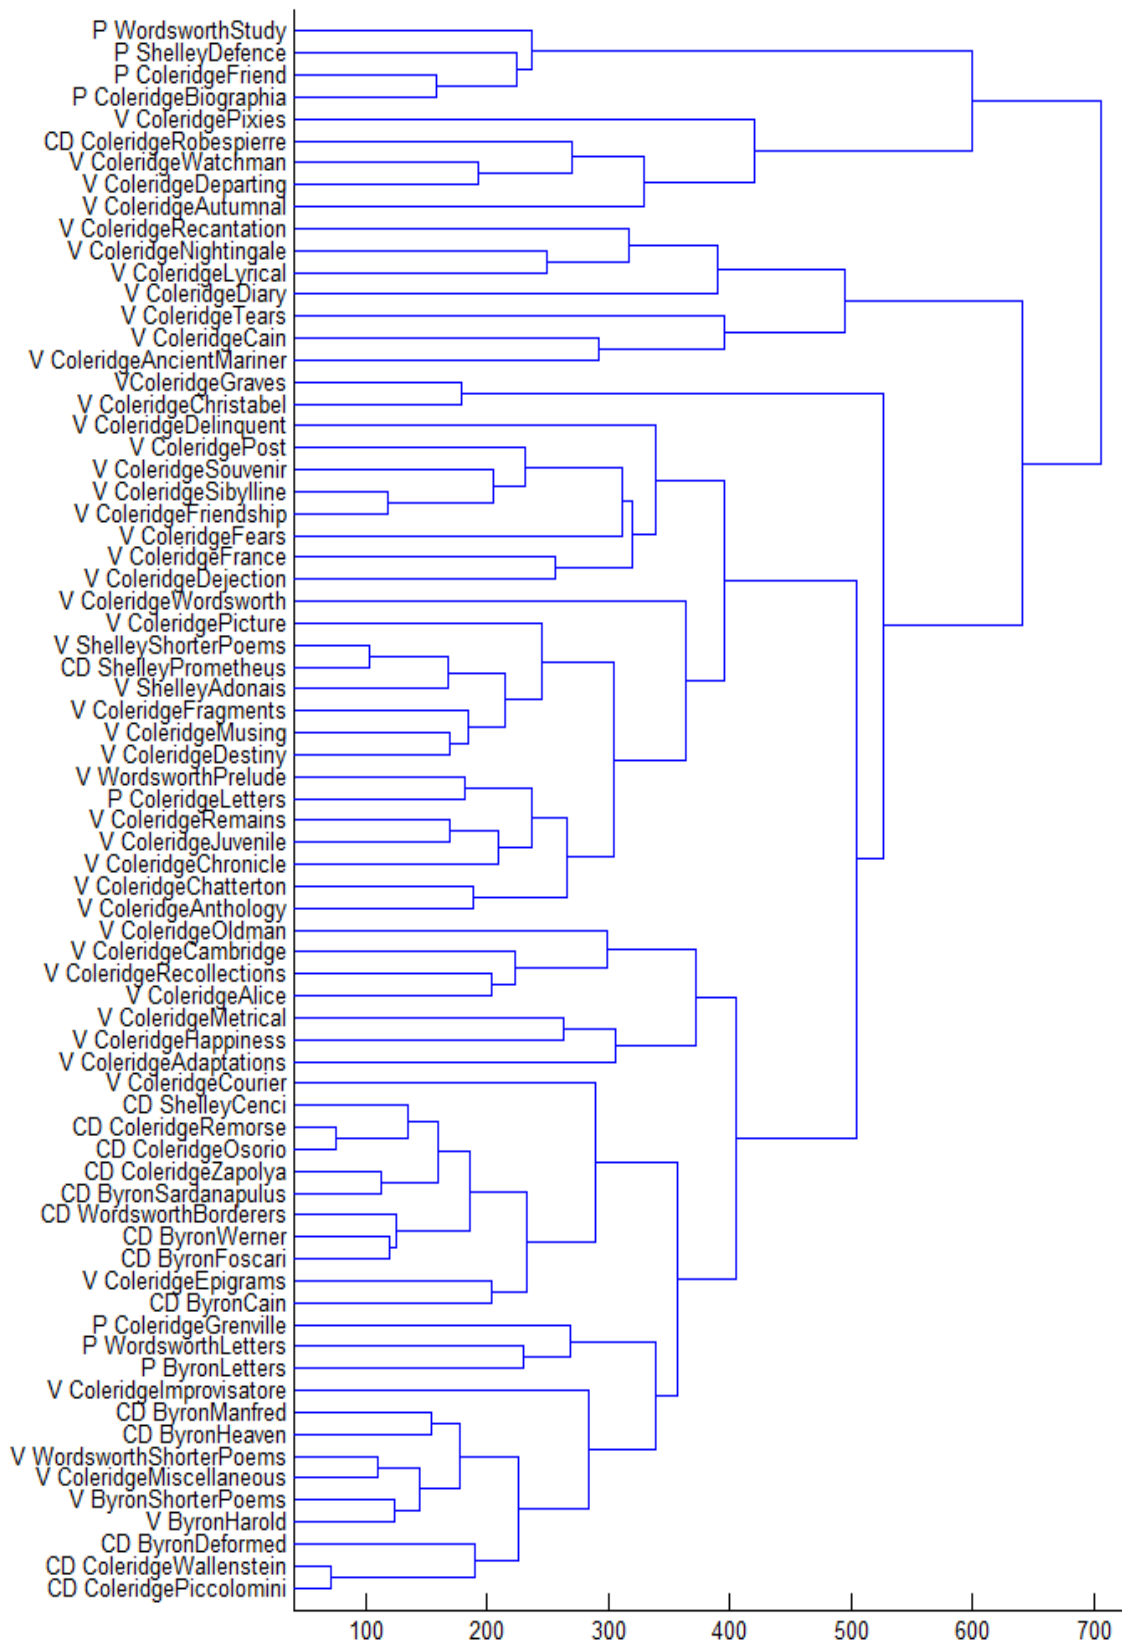 P WordsworthStudy
P ShelleyDefence
P ColeridgeFriend
P ColeridgeBiographia
V ColeridgePixies
CD ColeridgeRobespierre
V ColeridgeWatchman
V ColeridgeDeparting
V ColeridgeAutumnal
V ColeridgeRecantation
V ColeridgeNightingale
V ColeridgeLyrical
V ColeridgeDiary
V ColeridgeTears
V ColeridgeCain
V ColeridgeAncientMariner
VColeridgeGraves
V ColeridgeChristabel
V ColeridgeDelinquent
V ColeridgePost
V ColeridgeSouvenir
V ColeridgeSibylline
V ColeridgeFriendship
V ColeridgeFears
V ColeridgeFrance
V ColeridgeDejection
V ColeridgeWordsworth
V ColeridgePicture
V ShelleyShorterPoems
CD ShelleyPrometheus
V ShelleyAdonais
V ColeridgeFragments
V ColeridgeMusing
V ColeridgeDestiny
V WordsworthPrelude
P ColeridgeLetters
V ColeridgeRemains
V ColeridgeJuvenile
V ColeridgeChronicle
V ColeridgeChatterton
V ColeridgeAnthology
V ColeridgeOldman
V ColeridgeCambridge
V ColeridgeRecollections
V ColeridgeAlice
V ColeridgeMetrical
V ColeridgeHappiness
V ColeridgeAdaptations
V ColeridgeCourier
CD ShelleyCenci
CD ColeridgeRemorse
CD ColeridgeOsorio
CD ColeridgeZapolya
CD ByronSardanapulus
CD WordsworthBorderers
CD ByronWerner
CD ByronFoscari
V ColeridgeEpigrams
CD ByronCain
P ColeridgeGrenville
P WordsworthLetters
P ByronLetters
V ColeridgeImprovisatore
CD ByronManfred
CD ByronHeaven
V WordsworthShorterPoems
V ColeridgeMiscellaneous
V ByronShorterPoems
V ByronHarold
CD ByronDeformed
CD ColeridgeWallenstein
CD ColeridgePiccolomini
100 200 300 400 500 600 700